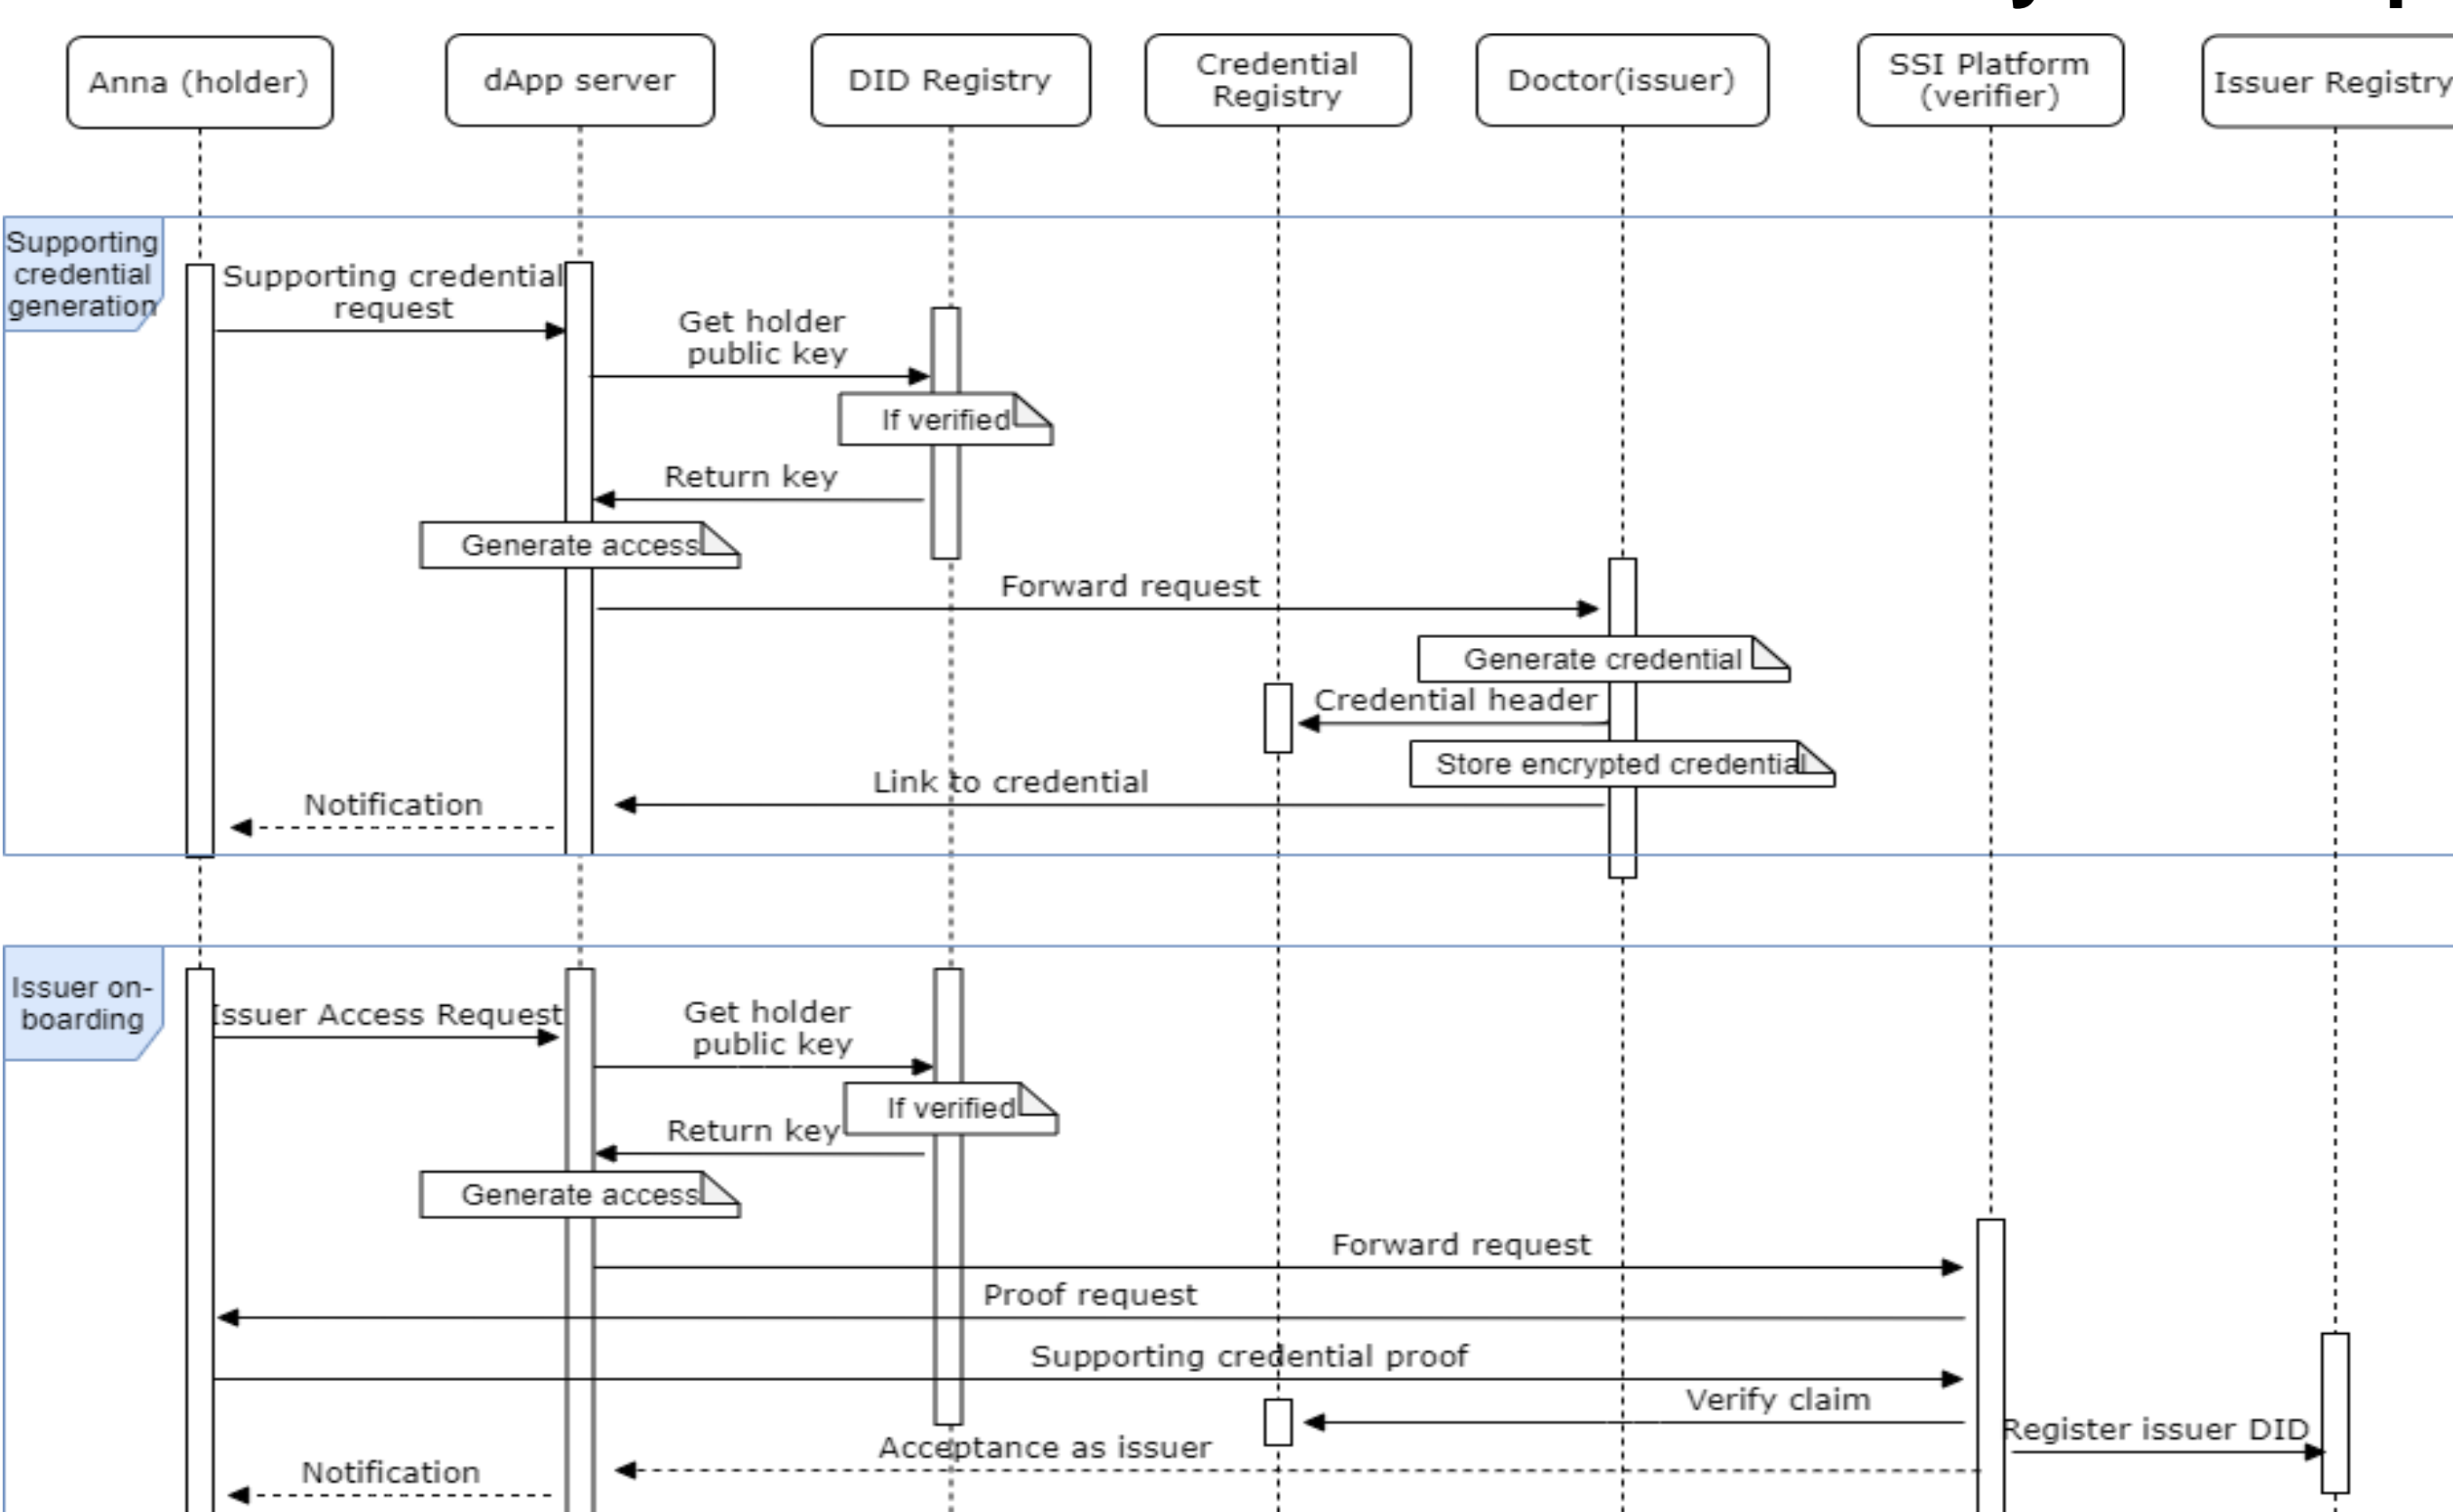 Anna (holder)
dApp server
DID Registry
Credential
Registry
Doctor(issuer)
SSI Platform
(verifier)
Issuer Registry
Supporting
credential
generation
Supporting credential
request
Get holder
public key
If verified
Return key
Generate access
Forward request
Generate credential
Credential header
Store encrypted credential
Link to credential
Notification
Issuer on-
boarding
Issuer Access Request
Get holder
public key
If verified
Return key
Generate access
Forward request
Proof request
Supporting credential proof
Verify claim
Register issuer DID
Acceptance as issuer
Notification